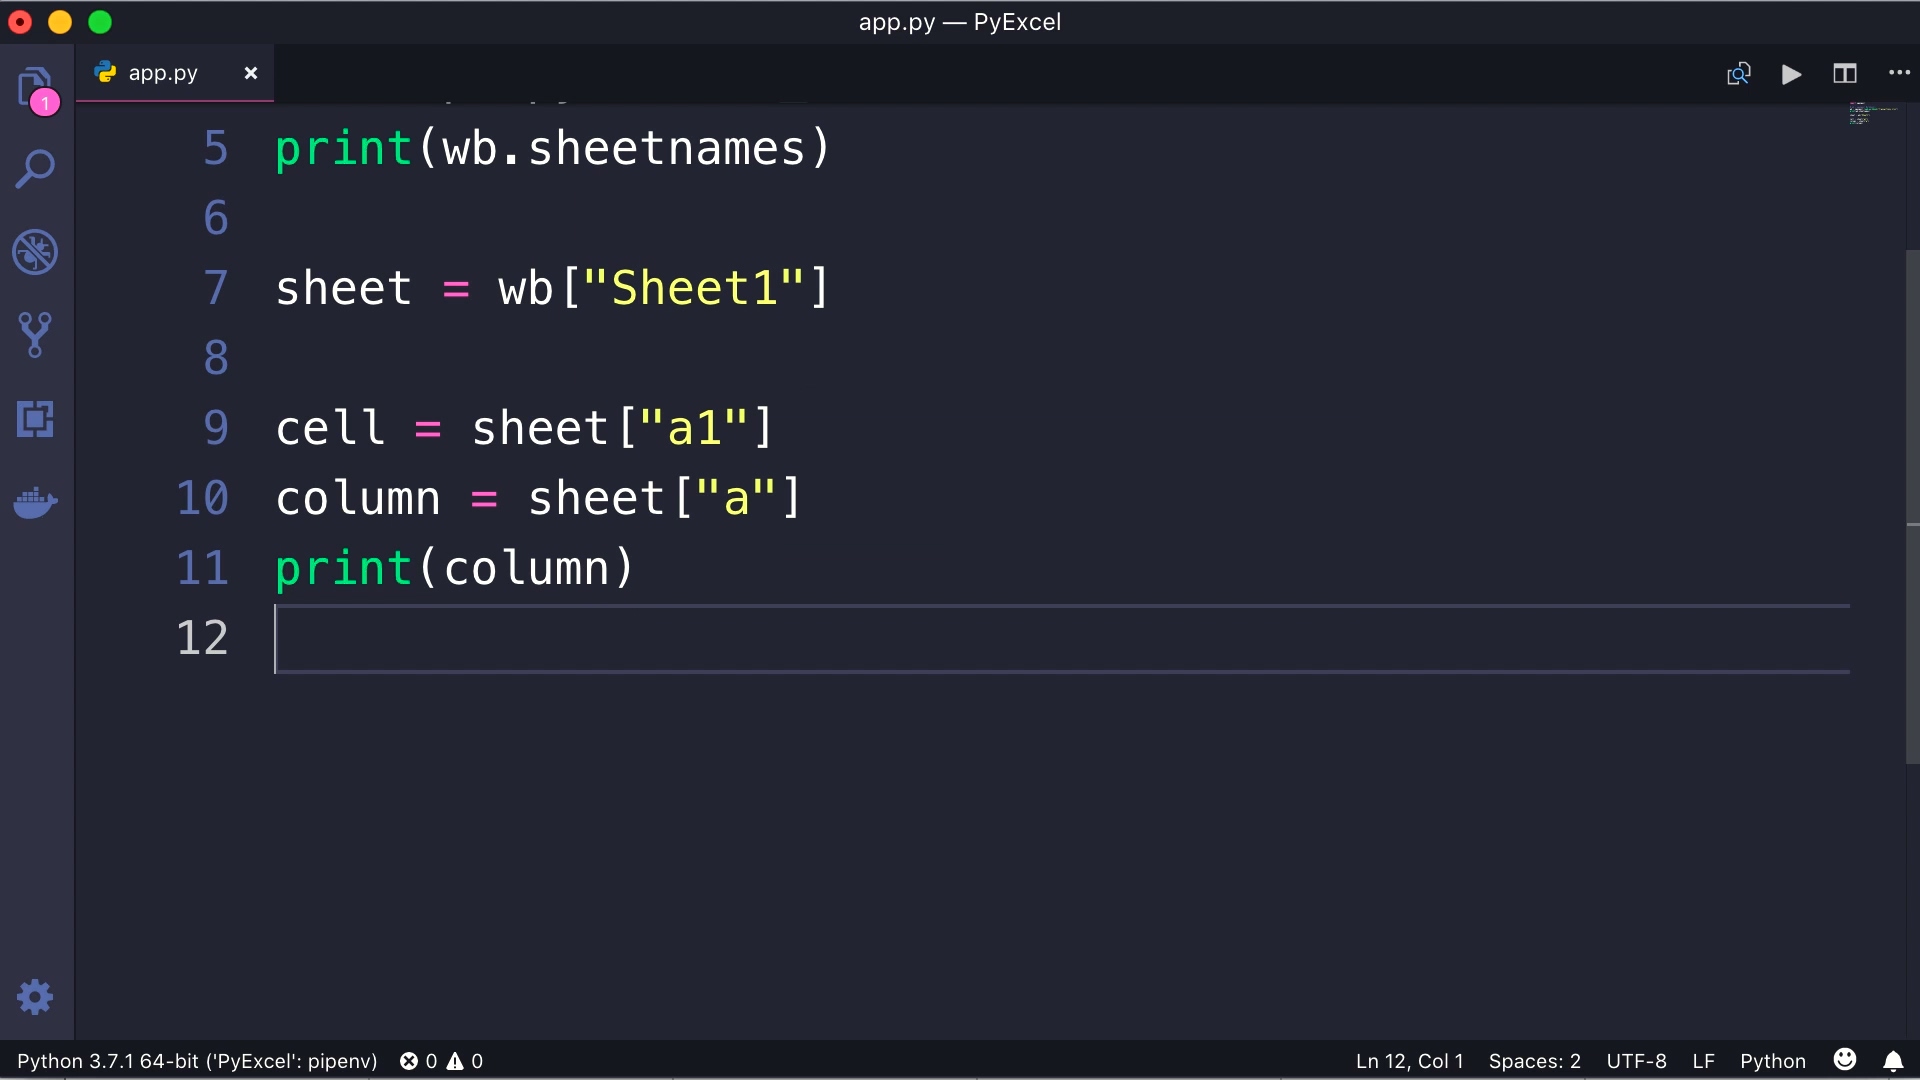 app.py — PyExcel
app.py
1
5 print(wb.sheetnames)
6
7 sheet = wb["Sheet1"]
8
9 cell = sheet["a1"]
10 column = sheet["a"]
11 print(column)
12
Python 3.7.1 64-bit ('PyExcel': pipenv) 0 0 Ln 12, Col 1 Spaces: 2 UTF-8 LF Python